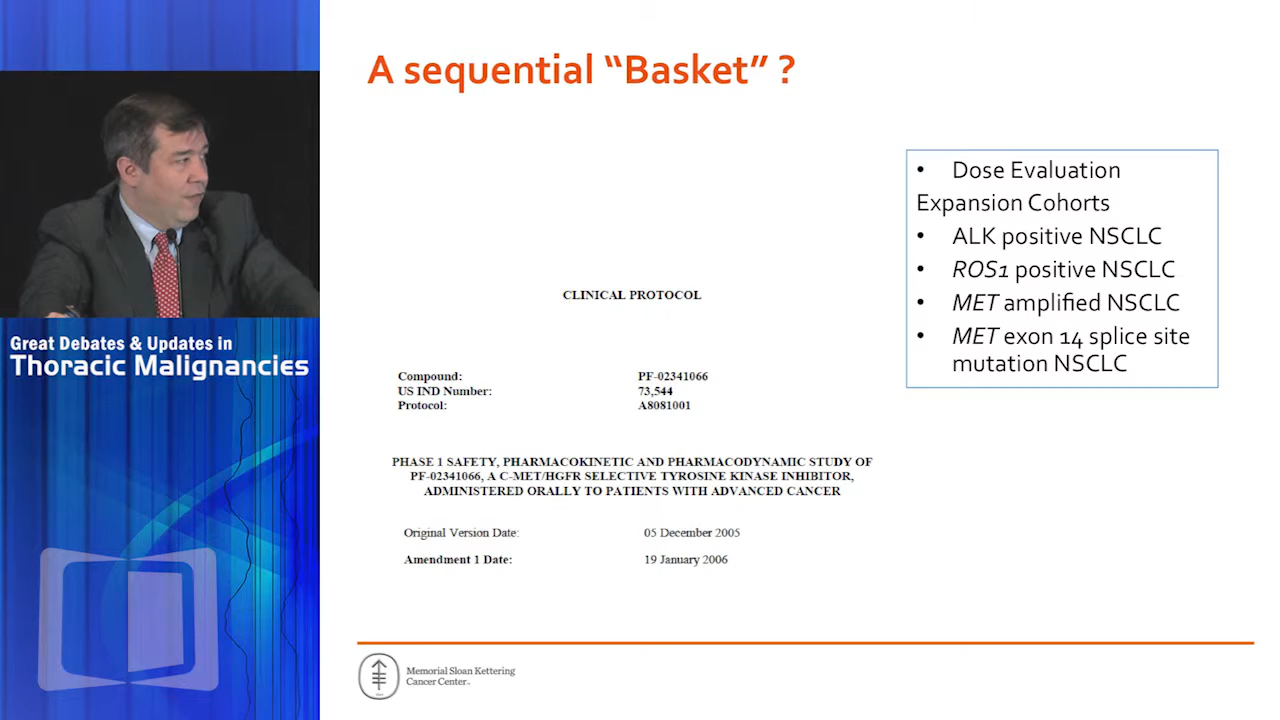 A sequential “Basket” ?
• Dose Evaluation
Expansion Cohorts
• ALK positive NSCLC
• ROS1 positive NSCLC
• MET amplified NSCLC
• MET exon 14 splice site
mutation NSCLC
CLINICAL PROTOCOL
Compound: PF-02341066
US IND Number: 73,544
Protocol: A8081001
PHASE 1 SAFETY, PHARMACOKINETIC AND PHARMACODYNAMIC STUDY OF
PF-02341066, A C-MET/HGFR SELECTIVE TYROSINE KINASE INHIBITOR,
ADMINISTERED ORALLY TO PATIENTS WITH ADVANCED CANCER
Original Version Date: 05 December 2005
Amendment 1 Date: 19 January 2006
Great Debates & Updates in
Thoracic Malignancies
Memorial Sloan Kettering
Cancer Center